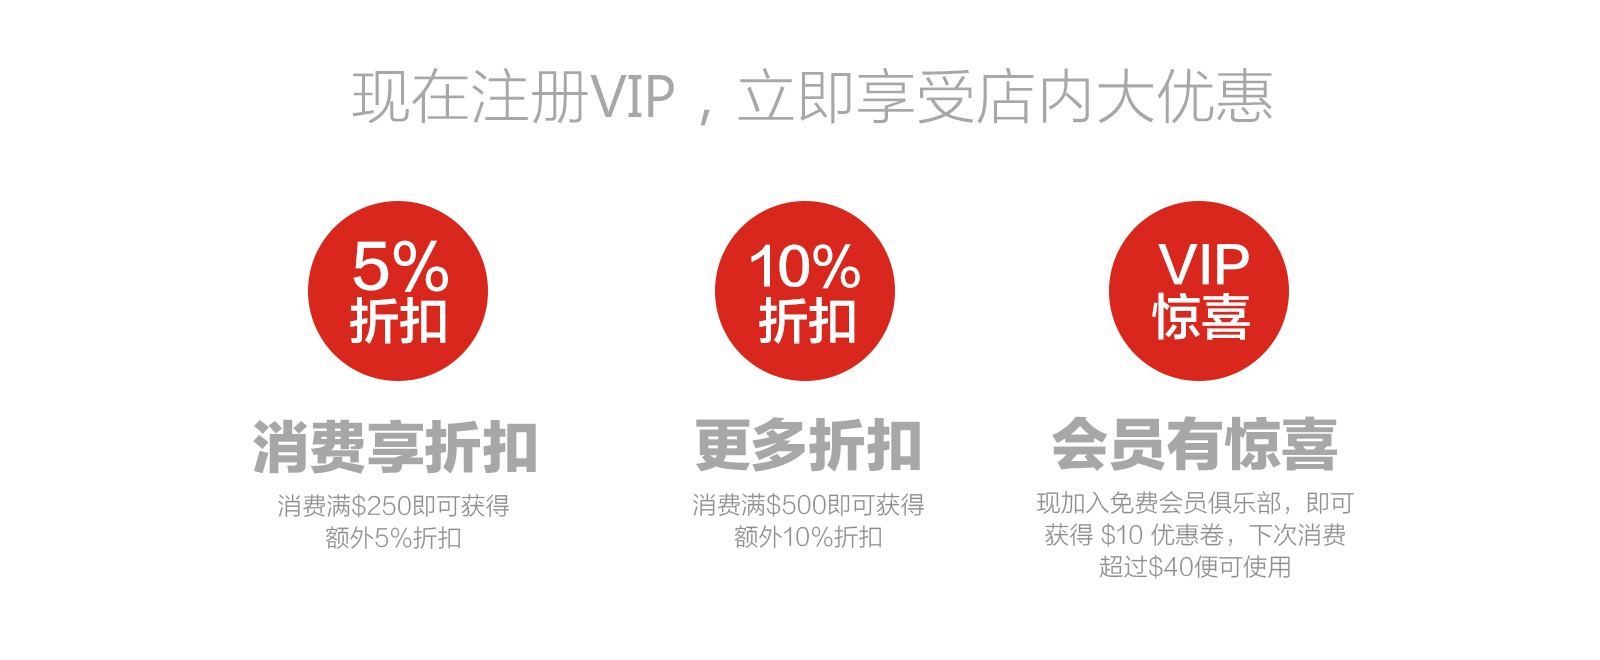 现在注册VIP，立即享受店内大优惠
5%
折扣
消费享折扣
消费满$250即可获得
额外5%折扣
10%
折扣
更多折扣
消费满$500即可获得
额外10%折扣
VIP
惊喜
会员有惊喜
现加入免费会员俱乐部，即可
获得 $10 优惠卷，下次消费
超过$40便可使用